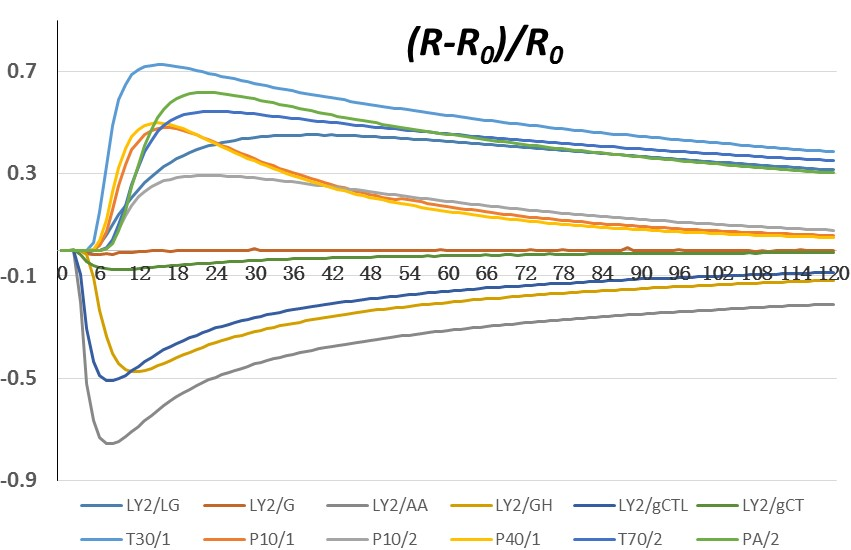 (R-R0)/R0
0.7
0.3
-0.1
0 6 12 18 24 30 36 42 48 54 60 66 72 78 84 90 96 102 108 114 120
-0.5
-0.9
LY2/LG LY2/G LY2/AA LY2/GH LY2/gCTL LY2/gCT
T30/1 P10/1 P10/2 P40/1 T70/2 PA/2